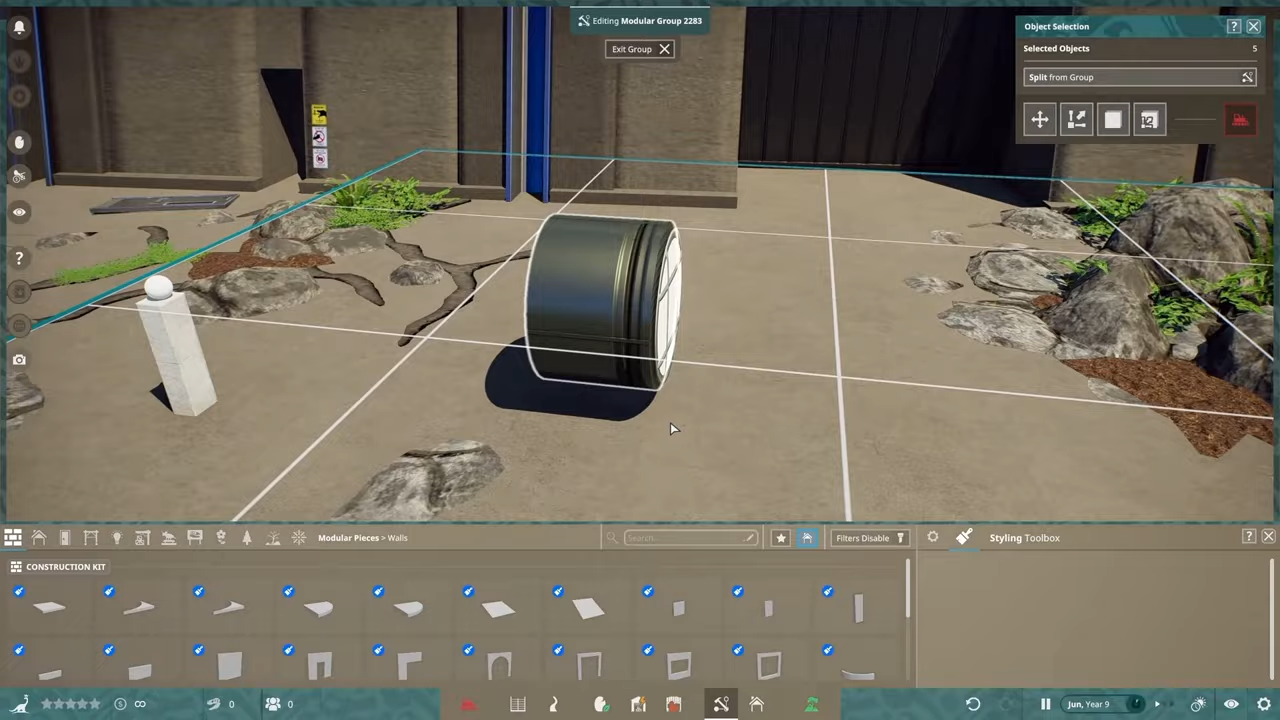 Editing Modular Group 2283
Exit Group
Object Selection
?
Selected Objects 5
Split from Group
?
Modular Pieces > Walls
Search...
Filters Disable
Styling Toolbox
?
CONSTRUCTION KIT
0
0
Jun, Year 9